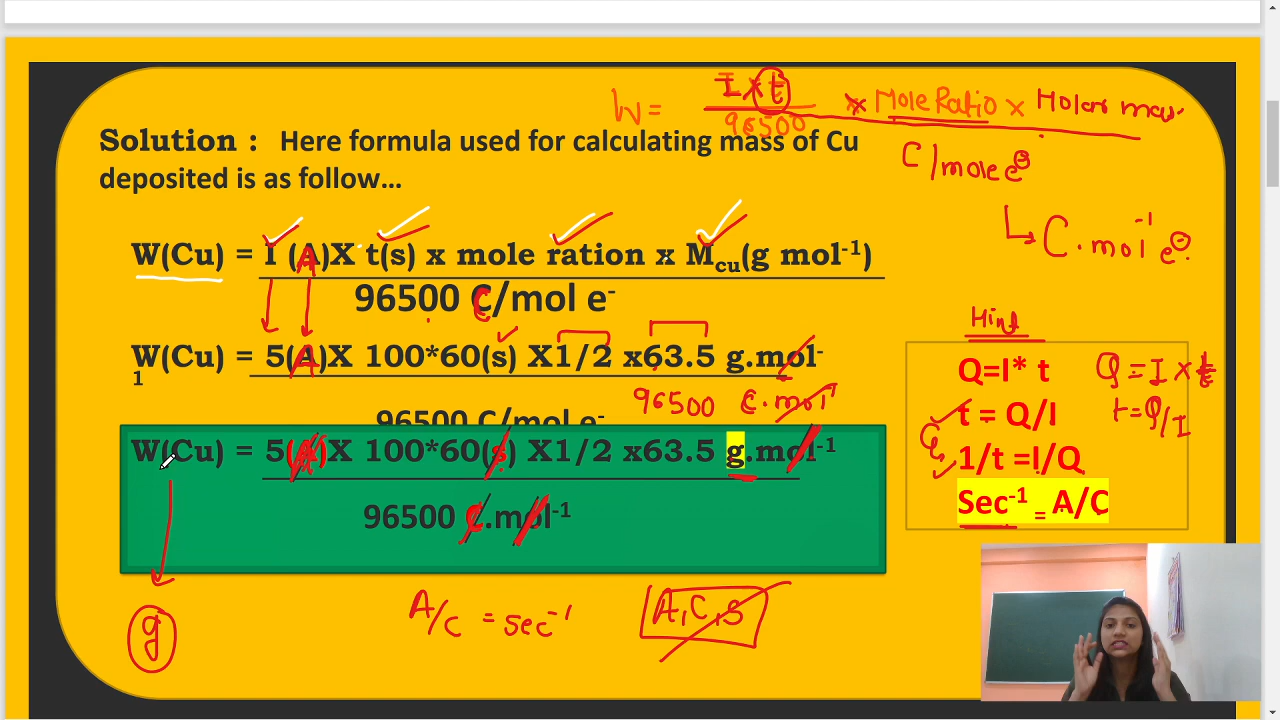 W = I x t x Mole Ratio x Molar mass
96500
C/mole e⊖
Solution : Here formula used for calculating mass of Cu
deposited is as follow...
↳ C.mol⁻¹ e⊖
W(Cu) = I (A)X t(s) x mole ration x Mcu(g mol-1)
96500 C/mol e-
Hint
W(Cu) = 5(A)X 100*60(s) X1/2 x63.5 g.mol-
1
96500 C.mol⁻¹
96500 C/mol e-
W(Cu) = 5(A)X 100*60(s) X1/2 x63.5 g.mol-1
96500 C.mol-1
Q=I* t
Q = I x t
t = Q/I
t = Q/I
1/t =I/Q
Sec-1 = A/C
g
A/C = sec⁻¹
A, C, S